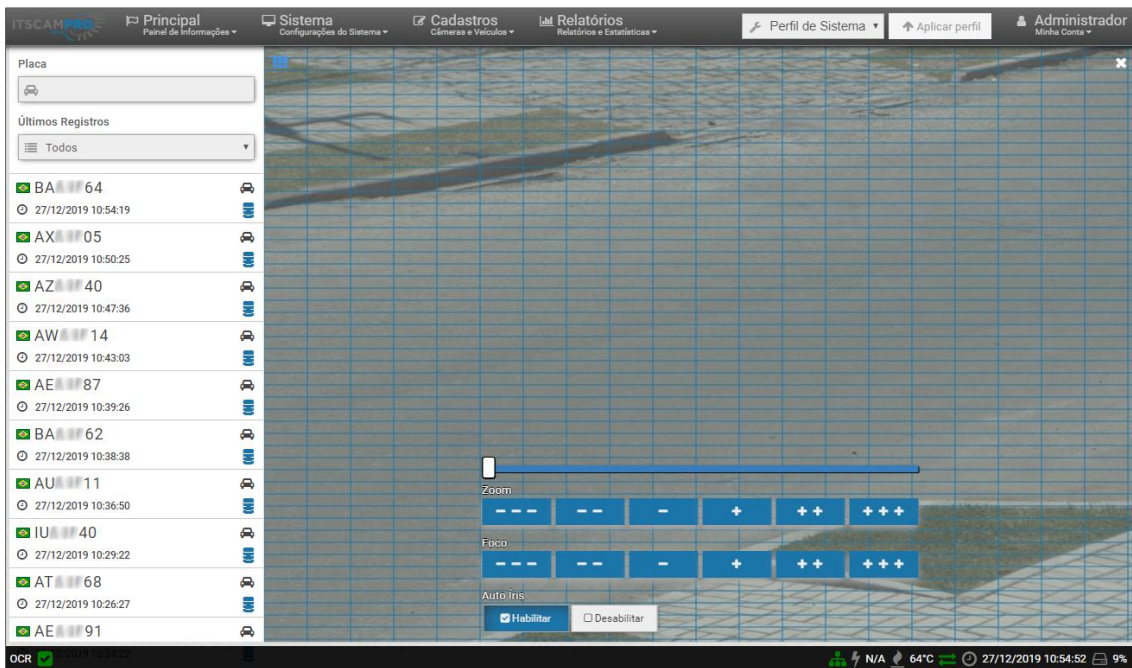 ITSCAMPRO
Principal
Painel de Informações
Sistema
Configurações do Sistema
Cadastros
Câmeras e Veículos
Relatórios
Relatórios e Estatísticas
Perfil de Sistema
Aplicar perfil
Administrador
Minha Conta
Placa
Últimos Registros
Todos
BA 64
27/12/2019 10:54:19
AX 05
27/12/2019 10:50:25
AZ 40
27/12/2019 10:47:36
AW 14
27/12/2019 10:43:03
AE 87
27/12/2019 10:39:26
BA 62
27/12/2019 10:38:38
AU 11
27/12/2019 10:36:50
IU 40
27/12/2019 10:29:22
AT 68
27/12/2019 10:26:27
AE 91
Zoom
--- -- - + ++ +++
Foco
--- -- - + ++ +++
Auto Íris
Habilitar Desabilitar
OCR
N/A 64°C 27/12/2019 10:54:52 9%